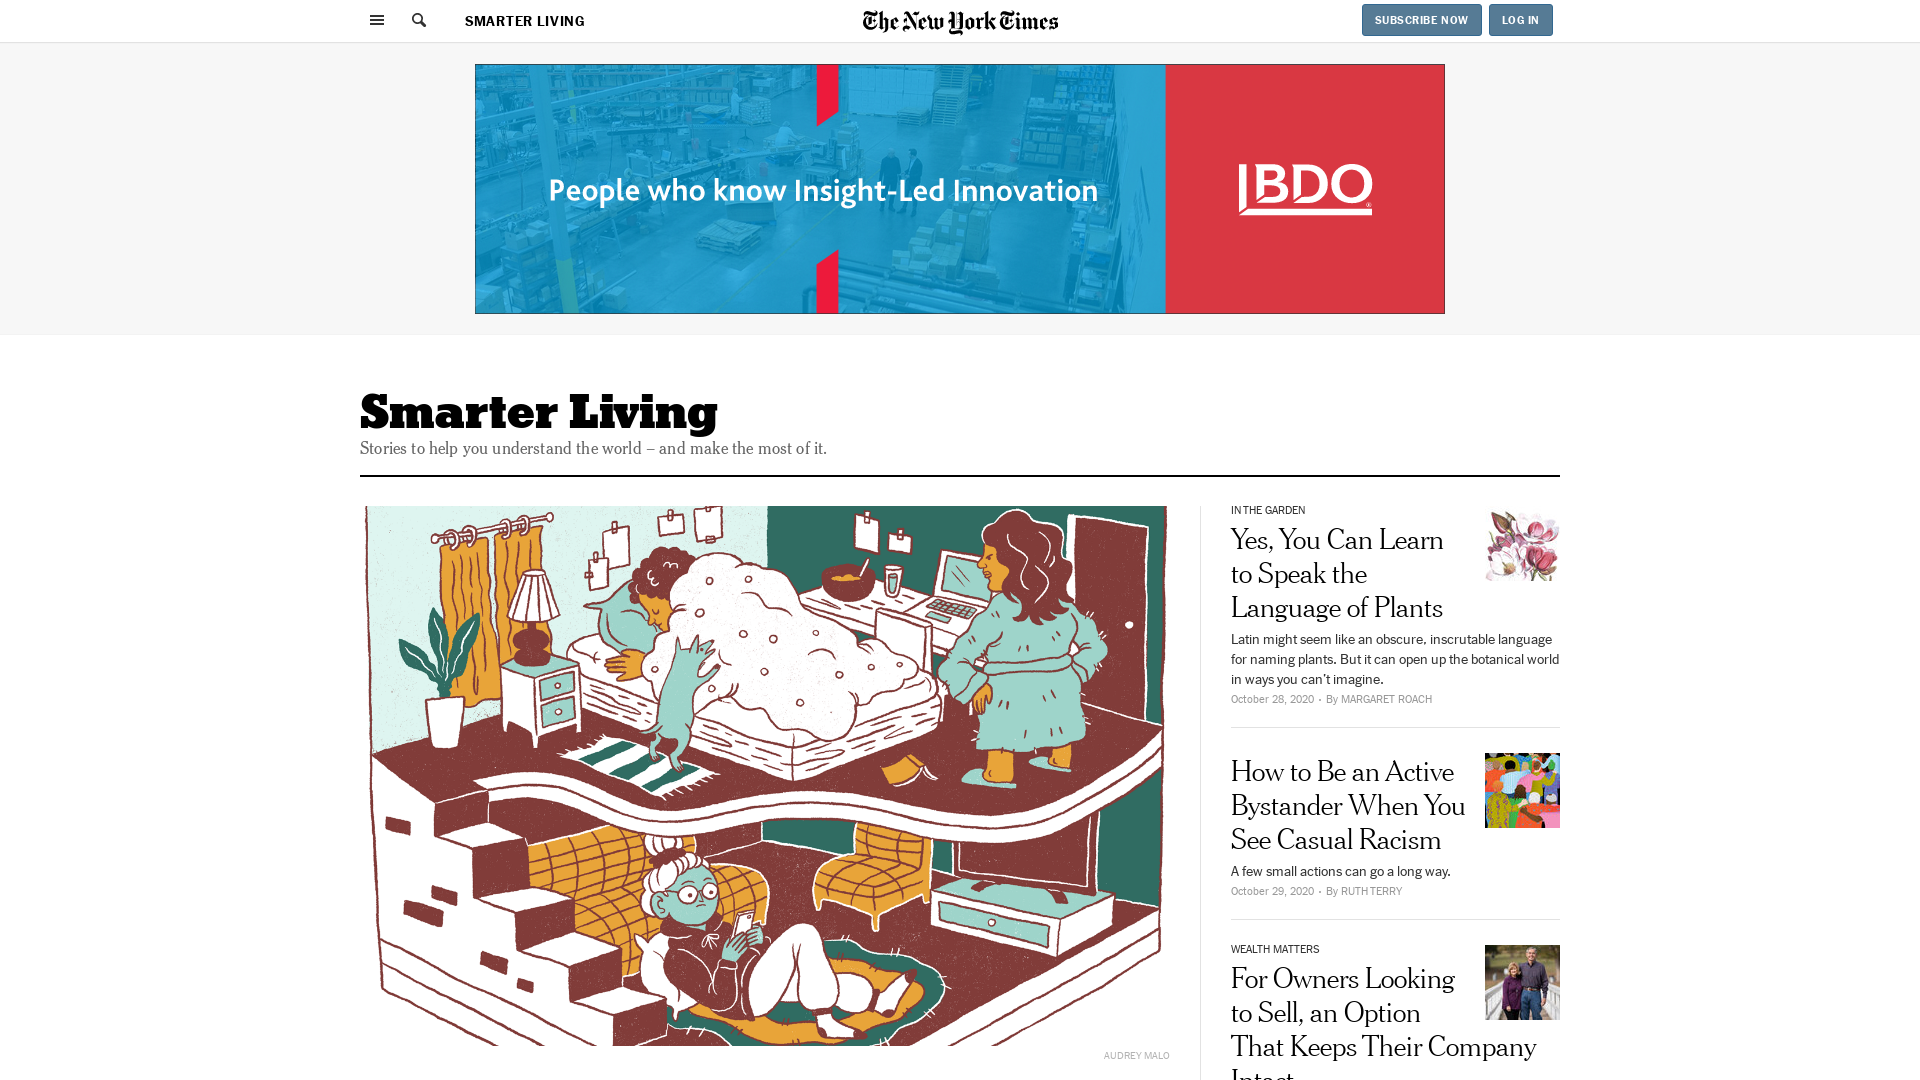 SMARTER LIVING
The New York Times
SUBSCRIBE NOW
LOG IN
People who know Insight-Led Innovation
BDO
Smarter Living
Stories to help you understand the world – and make the most of it.
AUDREY MALO
IN THE GARDEN
Yes, You Can Learn
to Speak the
Language of Plants
Latin might seem like an obscure, inscrutable language
for naming plants. But it can open up the botanical world
in ways you can’t imagine.
October 28, 2020 • By MARGARET ROACH
How to Be an Active
Bystander When You
See Casual Racism
A few small actions can go a long way.
October 29, 2020 • By RUTH TERRY
WEALTH MATTERS
For Owners Looking
to Sell, an Option
That Keeps Their Company
Intact